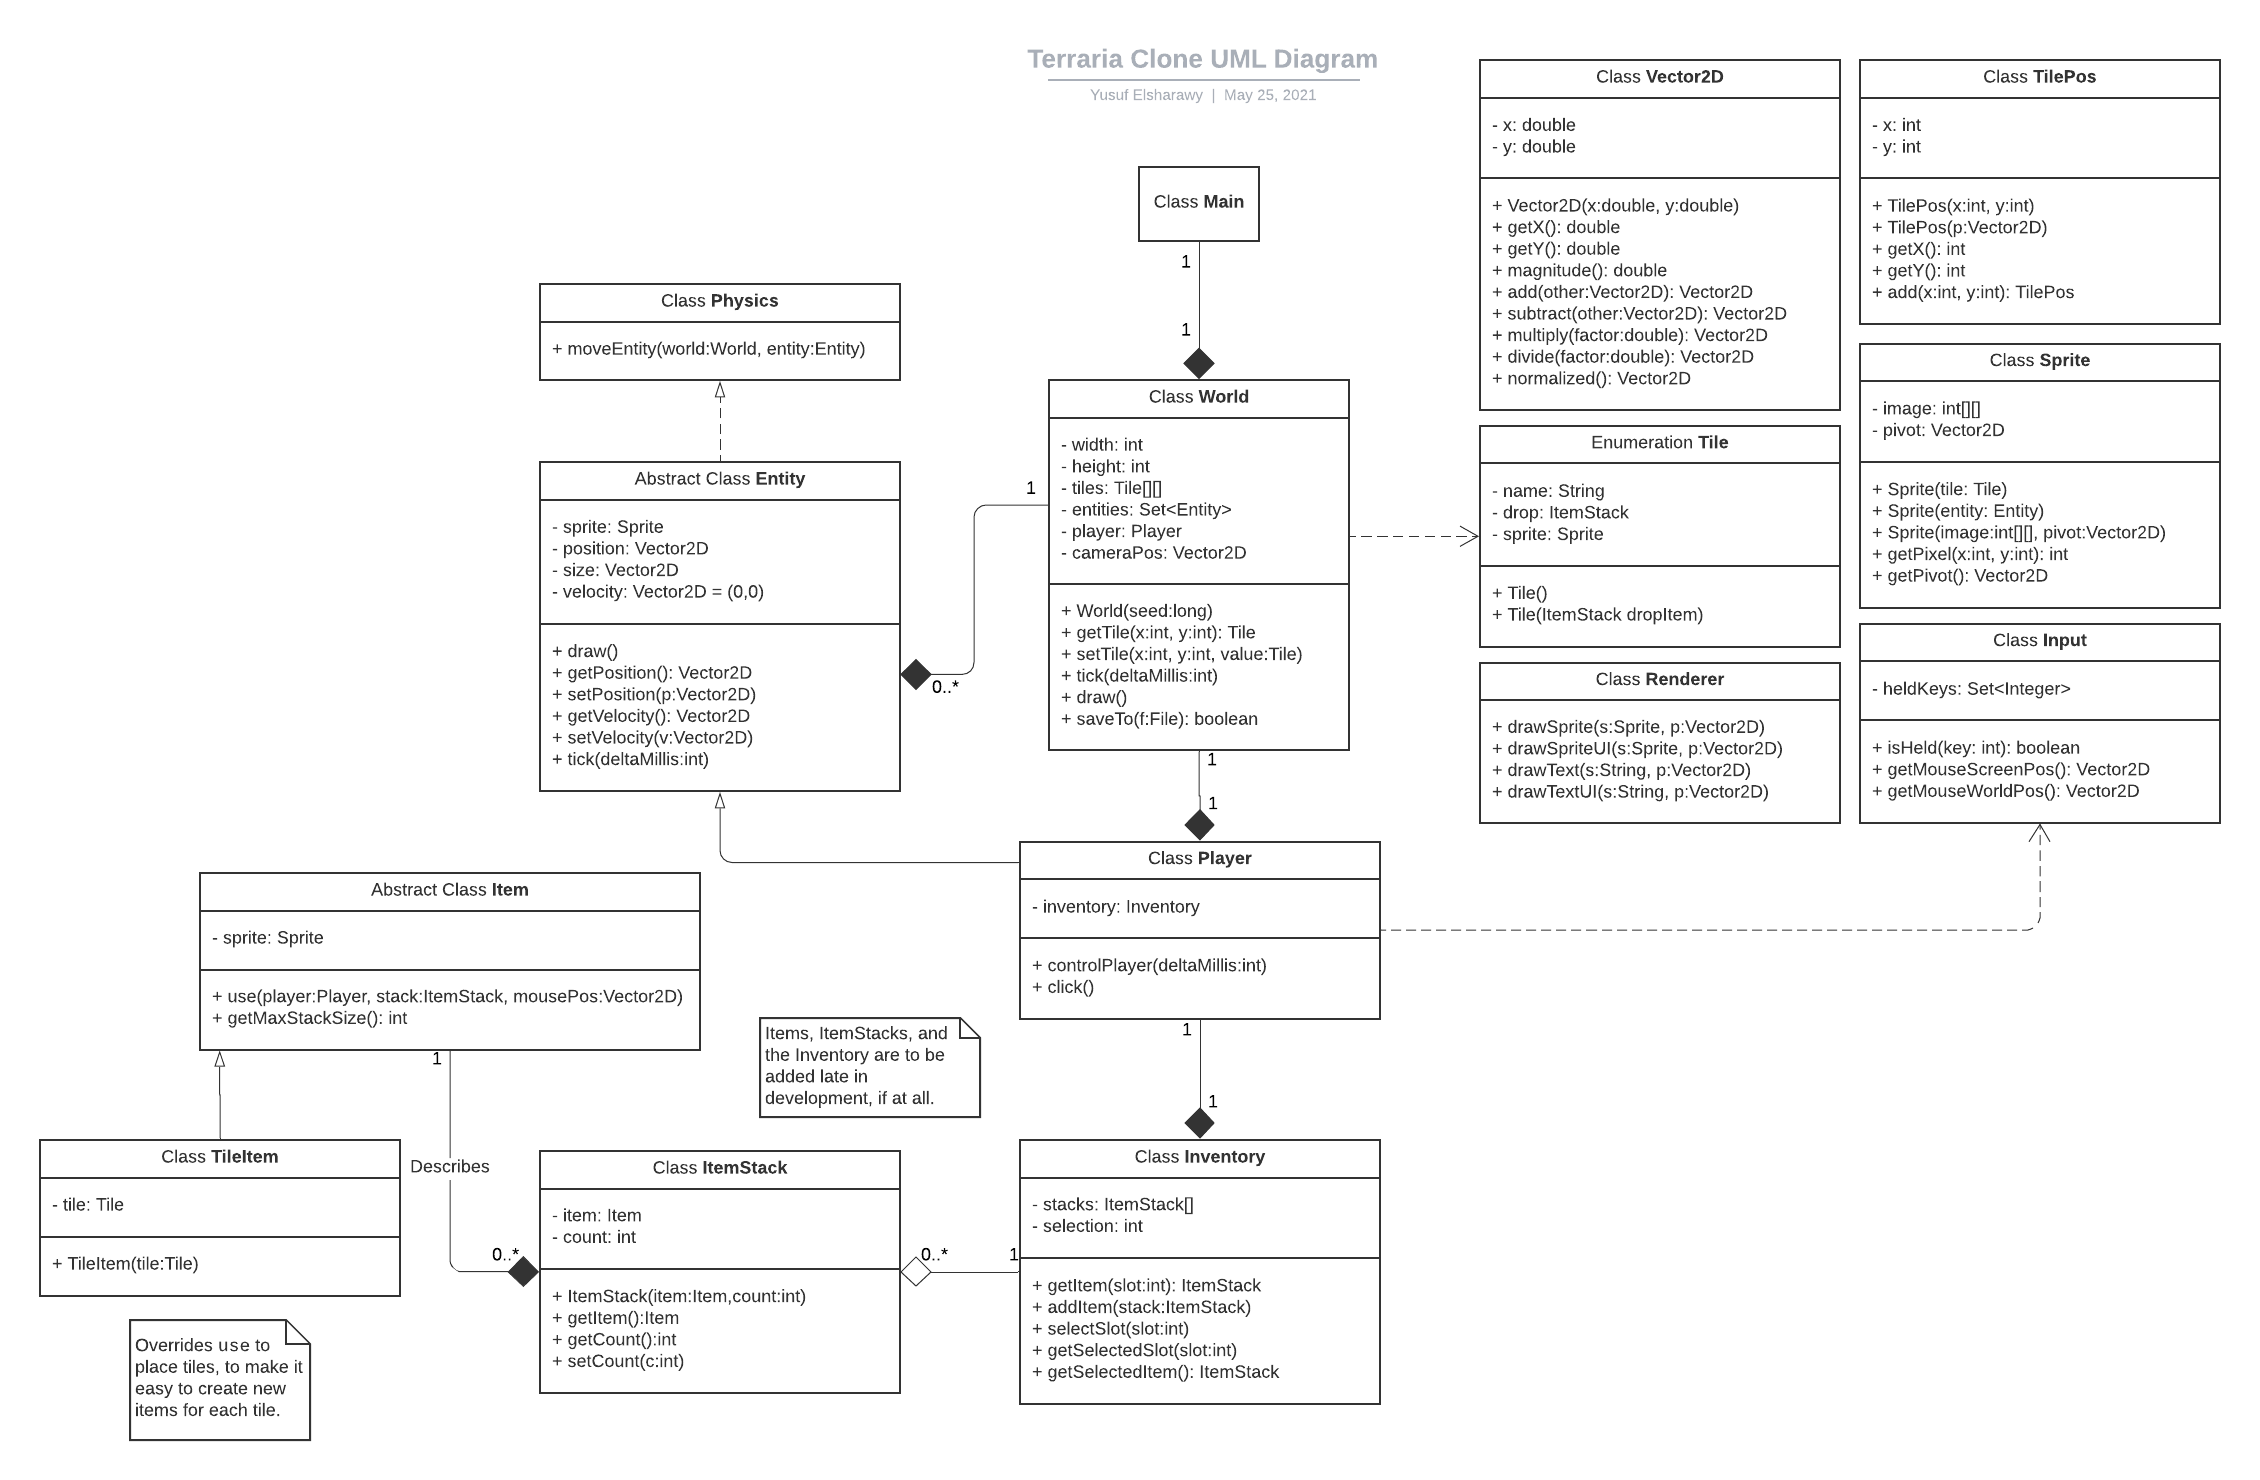 Terraria Clone UML Diagram
Yusuf Elsharawy | May 25, 2021
Class Main
1
1
Class Physics
+ moveEntity(world:World, entity:Entity)
Abstract Class Entity
- sprite: Sprite
- position: Vector2D
- size: Vector2D
- velocity: Vector2D = (0,0)
+ draw()
+ getPosition(): Vector2D
+ setPosition(p:Vector2D)
+ getVelocity(): Vector2D
+ setVelocity(v:Vector2D)
+ tick(deltaMillis:int)
1
0..*
Class World
- width: int
- height: int
- tiles: Tile[][]
- entities: Set<Entity>
- player: Player
- cameraPos: Vector2D
+ World(seed:long)
+ getTile(x:int, y:int): Tile
+ setTile(x:int, y:int, value:Tile)
+ tick(deltaMillis:int)
+ draw()
+ saveTo(f:File): boolean
1
1
Class Vector2D
- x: double
- y: double
+ Vector2D(x:double, y:double)
+ getX(): double
+ getY(): double
+ magnitude(): double
+ add(other:Vector2D): Vector2D
+ subtract(other:Vector2D): Vector2D
+ multiply(factor:double): Vector2D
+ divide(factor:double): Vector2D
+ normalized(): Vector2D
Class TilePos
- x: int
- y: int
+ TilePos(x:int, y:int)
+ TilePos(p:Vector2D)
+ getX(): int
+ getY(): int
+ add(x:int, y:int): TilePos
Enumeration Tile
- name: String
- drop: ItemStack
- sprite: Sprite
+ Tile()
+ Tile(ItemStack dropItem)
Class Sprite
- image: int[][]
- pivot: Vector2D
+ Sprite(tile: Tile)
+ Sprite(entity: Entity)
+ Sprite(image:int[][], pivot:Vector2D)
+ getPixel(x:int, y:int): int
+ getPivot(): Vector2D
Class Renderer
+ drawSprite(s:Sprite, p:Vector2D)
+ drawSpriteUI(s:Sprite, p:Vector2D)
+ drawText(s:String, p:Vector2D)
+ drawTextUI(s:String, p:Vector2D)
Class Input
- heldKeys: Set<Integer>
+ isHeld(key: int): boolean
+ getMouseScreenPos(): Vector2D
+ getMouseWorldPos(): Vector2D
Class Player
- inventory: Inventory
+ controlPlayer(deltaMillis:int)
+ click()
1
1
Abstract Class Item
- sprite: Sprite
+ use(player:Player, stack:ItemStack, mousePos:Vector2D)
+ getMaxStackSize(): int
1
Describes
0..*
Items, ItemStacks, and
the Inventory are to be
added late in
development, if at all.
Class TileItem
- tile: Tile
+ TileItem(tile:Tile)
Overrides use to
place tiles, to make it
easy to create new
items for each tile.
Class ItemStack
- item: Item
- count: int
+ ItemStack(item:Item,count:int)
+ getItem():Item
+ getCount():int
+ setCount(c:int)
0..*
1
Class Inventory
- stacks: ItemStack[]
- selection: int
+ getItem(slot:int): ItemStack
+ addItem(stack:ItemStack)
+ selectSlot(slot:int)
+ getSelectedSlot(slot:int)
+ getSelectedItem(): ItemStack